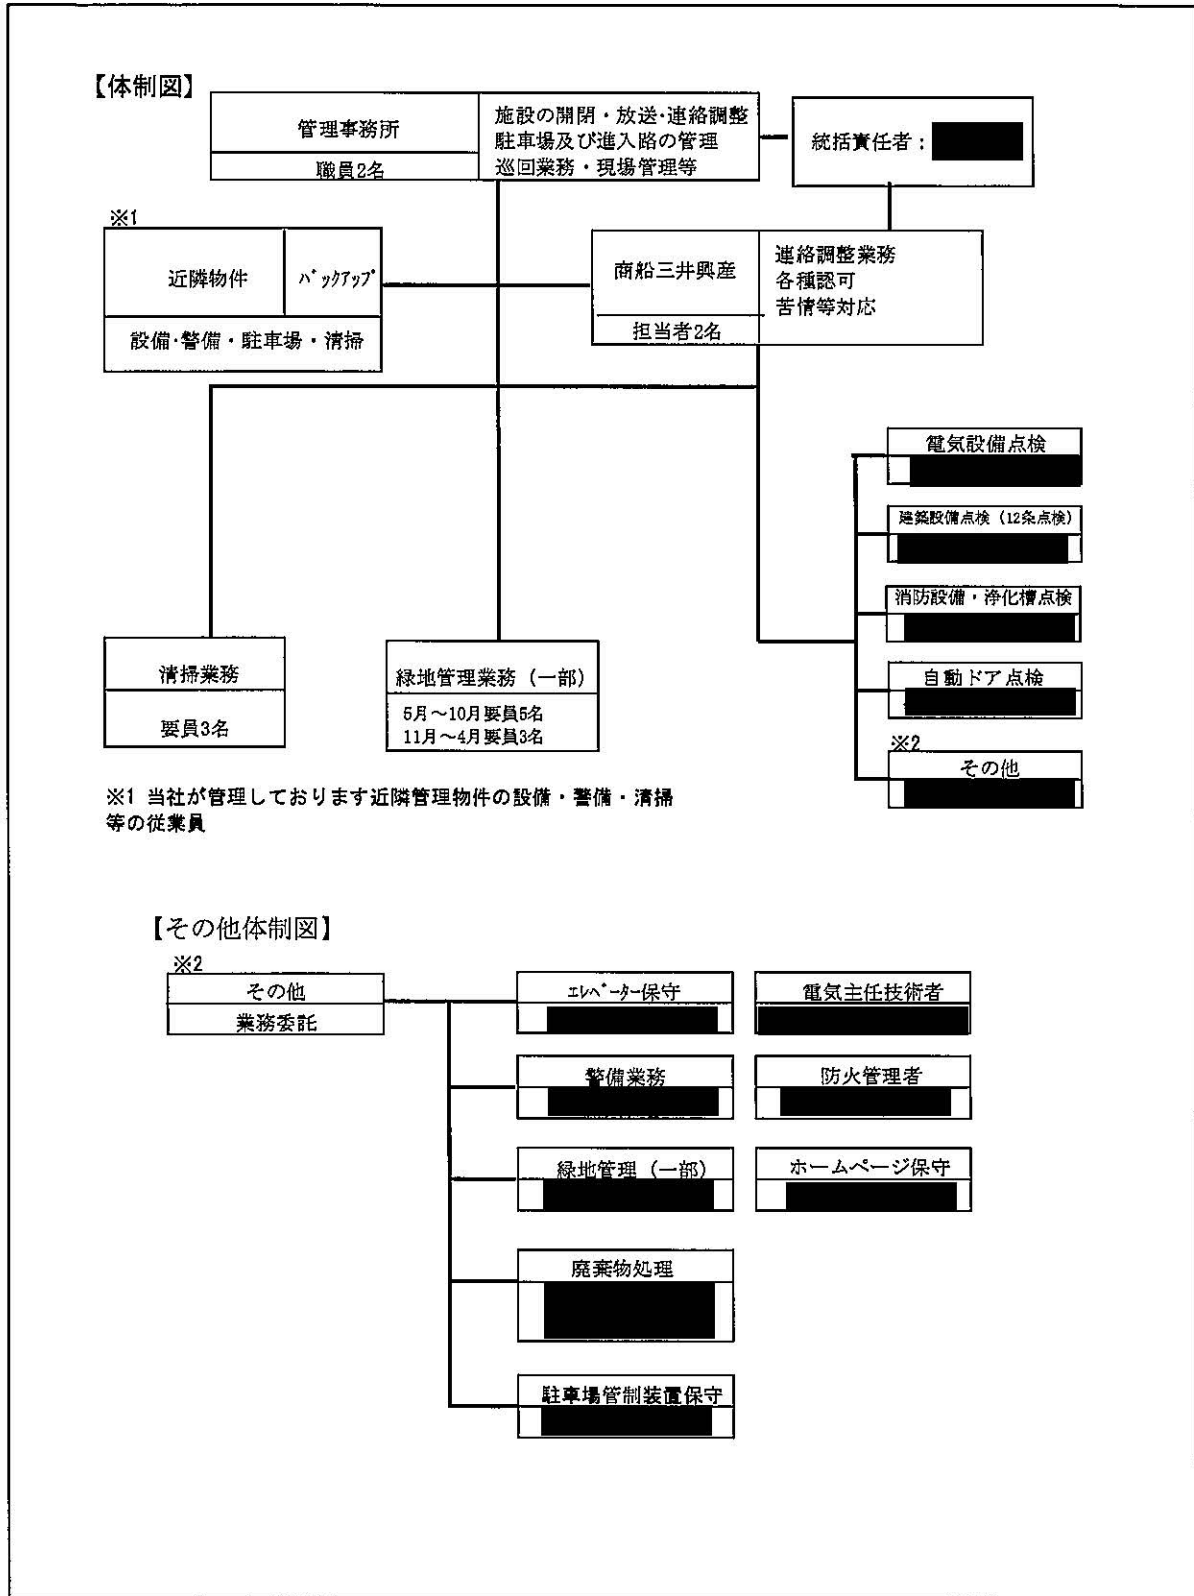 【体制図】
管理事務所
職員2名
施設の開閉・放送・連絡調整
駐車場及び進入路の管理
巡回業務・現場管理等
統括責任者：
※1
近隣物件
ﾊﾞｯｸｱｯﾌﾟ
設備・警備・駐車場・清掃
商船三井興産
担当者2名
連絡調整業務
各種認可
苦情等対応
電気設備点検
建築設備点検（12条点検）
消防設備・浄化槽点検
自動ドア点検
※2
その他
清掃業務
要員3名
緑地管理業務（一部）
5月～10月要員5名
11月～4月要員3名
※1 当社が管理しております近隣管理物件の設備・警備・清掃
等の従業員
【その他体制図】
※2
その他
業務委託
ｴﾚﾍﾞｰﾀｰ保守
電気主任技術者
警備業務
防火管理者
緑地管理（一部）
ホームページ保守
廃棄物処理
駐車場管制装置保守